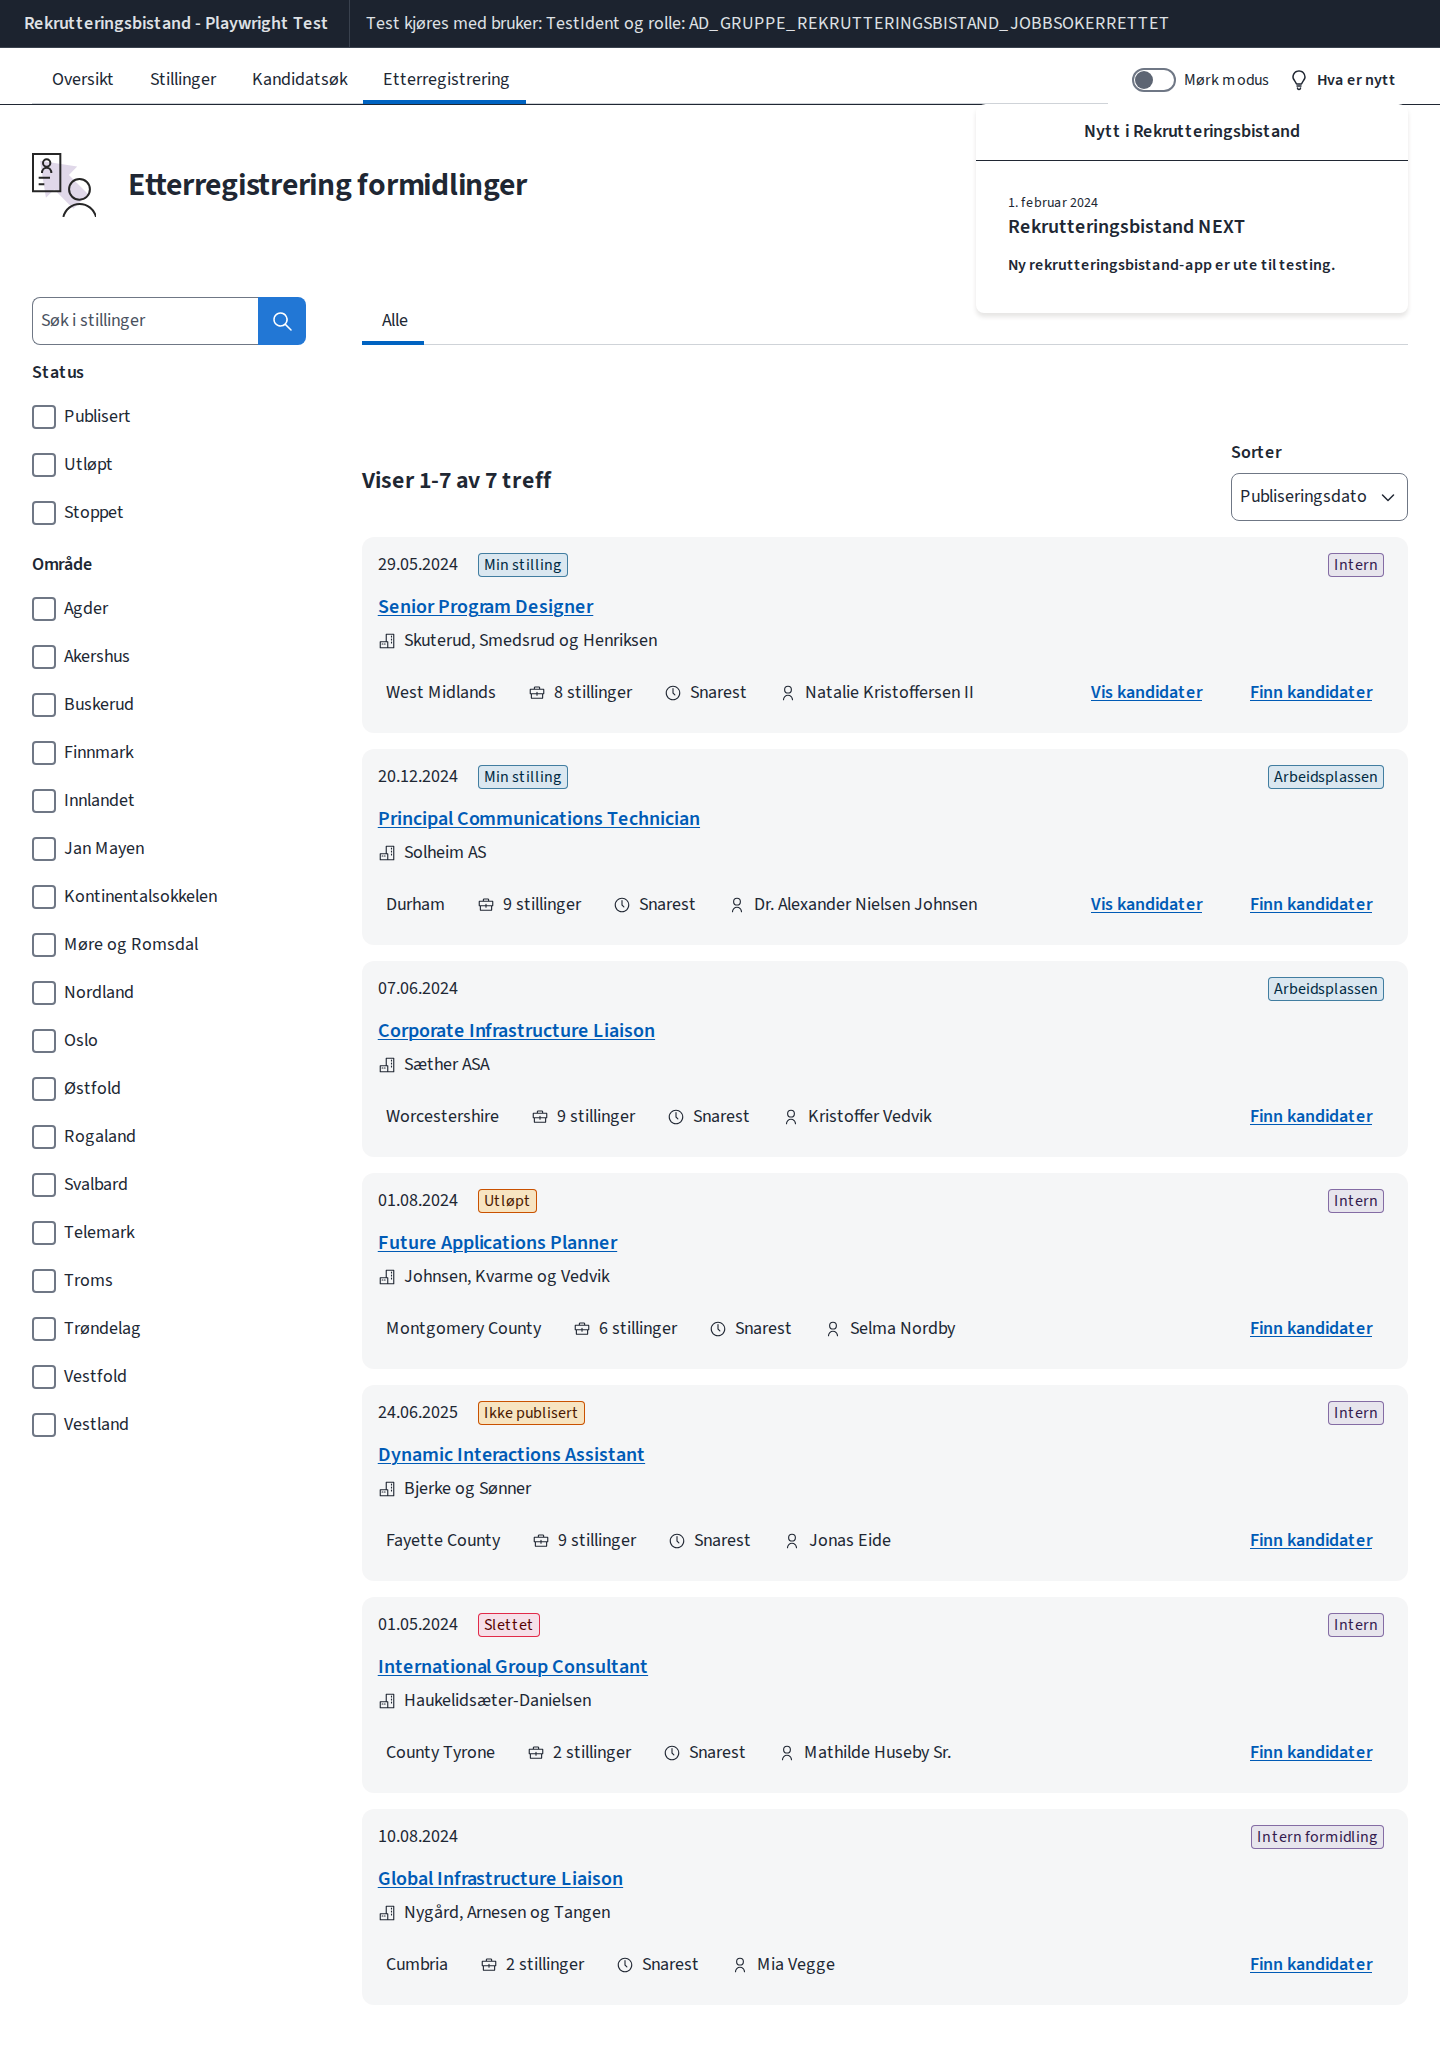 Rekrutteringsbistand - Playwright Test
Test kjøres med bruker: TestIdent og rolle: AD_GRUPPE_REKRUTTERINGSBISTAND_JOBBSOKERRETTET
Oversikt Stillinger Kandidatsøk Etterregistrering Mørk modus Hva er nytt
Nytt i Rekrutteringsbistand
1. februar 2024
Rekrutteringsbistand NEXT
Ny rekrutteringsbistand-app er ute til testing.
Etterregistrering formidlinger
Søk i stillinger
Status
Publisert
Utløpt
Stoppet
Område
Agder
Akershus
Buskerud
Finnmark
Innlandet
Jan Mayen
Kontinentalsokkelen
Møre og Romsdal
Nordland
Oslo
Østfold
Rogaland
Svalbard
Telemark
Troms
Trøndelag
Vestfold
Vestland
Alle
Viser 1-7 av 7 treff
Sorter
Publiseringsdato
29.05.2024 Min stilling Intern
Senior Program Designer
Skuterud, Smedsrud og Henriksen
West Midlands 8 stillinger Snarest Natalie Kristoffersen II Vis kandidater Finn kandidater
20.12.2024 Min stilling Arbeidsplassen
Principal Communications Technician
Solheim AS
Durham 9 stillinger Snarest Dr. Alexander Nielsen Johnsen Vis kandidater Finn kandidater
07.06.2024 Arbeidsplassen
Corporate Infrastructure Liaison
Sæther ASA
Worcestershire 9 stillinger Snarest Kristoffer Vedvik Finn kandidater
01.08.2024 Utløpt Intern
Future Applications Planner
Johnsen, Kvarme og Vedvik
Montgomery County 6 stillinger Snarest Selma Nordby Finn kandidater
24.06.2025 Ikke publisert Intern
Dynamic Interactions Assistant
Bjerke og Sønner
Fayette County 9 stillinger Snarest Jonas Eide Finn kandidater
01.05.2024 Slettet Intern
International Group Consultant
Haukelidsæter-Danielsen
County Tyrone 2 stillinger Snarest Mathilde Huseby Sr. Finn kandidater
10.08.2024 Intern formidling
Global Infrastructure Liaison
Nygård, Arnesen og Tangen
Cumbria 2 stillinger Snarest Mia Vegge Finn kandidater